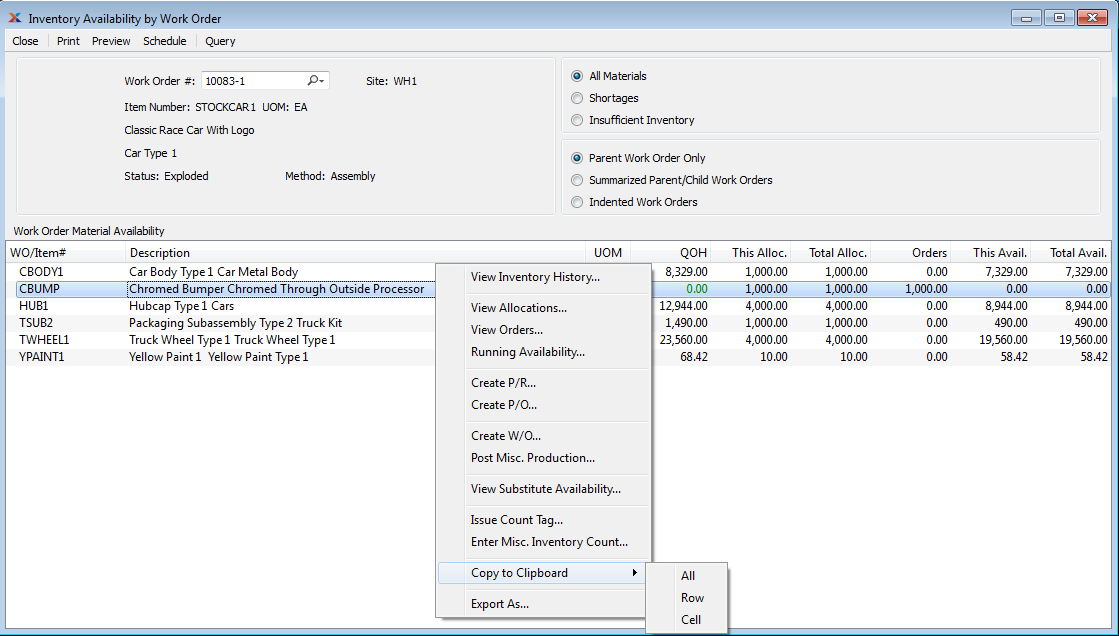 Inventory Availability by Work Order
Close Print Preview Schedule Query
Work Order #: 10083-1 Site: WH1
Item Number: STOCKCAR1 UOM: EA
Classic Race Car With Logo
Car Type 1
Status: Exploded Method: Assembly
All Materials
Shortages
Insufficient Inventory
Parent Work Order Only
Summarized Parent/Child Work Orders
Indented Work Orders
Work Order Material Availability
WO/Item# Description UOM QOH This Alloc. Total Alloc. Orders This Avail. Total Avail.
CBODY1 Car Body Type 1 Car Metal Body 8,329.00 1,000.00 1,000.00 0.00 7,329.00 7,329.00
CBUMP Chromed Bumper Chromed Through Outside Processor 0.00 1,000.00 1,000.00 1,000.00 0.00 0.00
HUB1 Hubcap Type 1 Cars 12,944.00 4,000.00 4,000.00 0.00 8,944.00 8,944.00
TSUB2 Packaging Subassembly Type 2 Truck Kit 1,490.00 1,000.00 1,000.00 0.00 490.00 490.00
TWHEEL1 Truck Wheel Type 1 Truck Wheel Type 1 23,560.00 4,000.00 4,000.00 0.00 19,560.00 19,560.00
YPAINT1 Yellow Paint 1 Yellow Paint Type 1 68.42 10.00 10.00 0.00 58.42 58.42
View Inventory History...
View Allocations...
View Orders...
Running Availability...
Create P/R...
Create P/O...
Create W/O...
Post Misc. Production...
View Substitute Availability...
Issue Count Tag...
Enter Misc. Inventory Count...
Copy to Clipboard
Export As...
All
Row
Cell